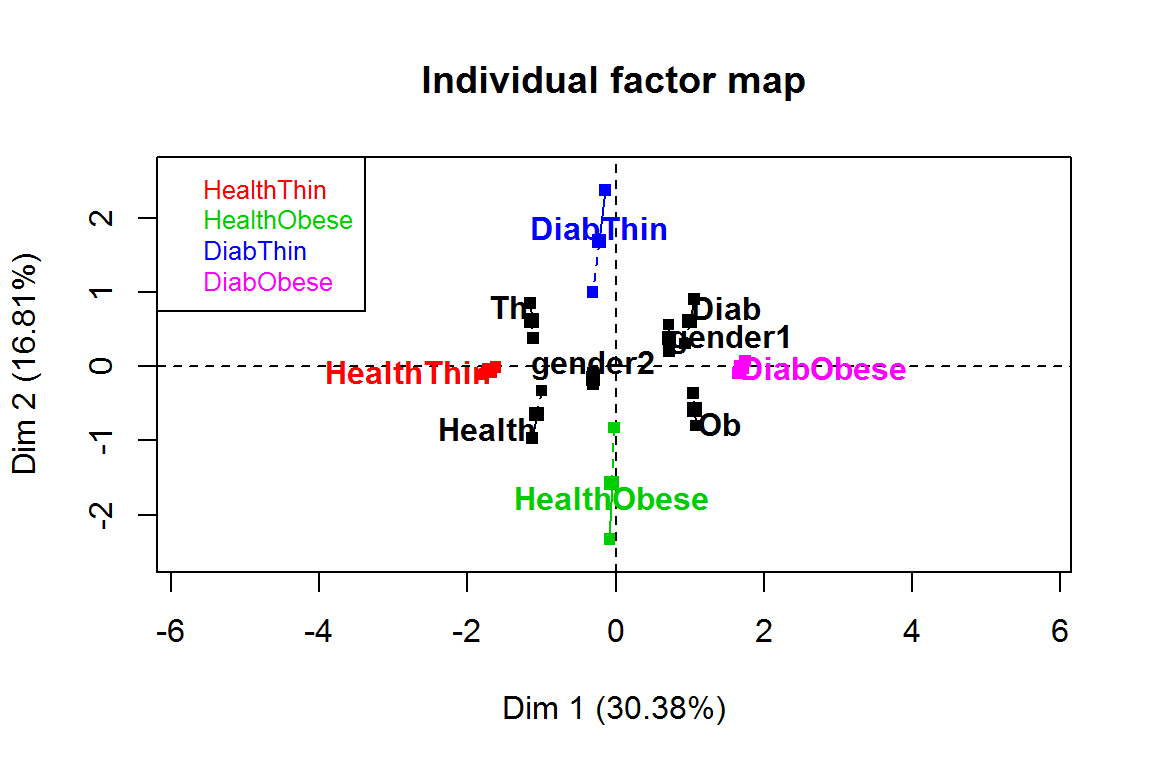 Individual factor map
HealthThin
HealthObese
DiabThin
DiabObese
DiabThin
Th
Diab
gender1
gender2
HealthThin
DiabObese
Health
Ob
HealthObese
2
1
0
-1
-2
Dim 2 (16.81%)
-6 -4 -2 0 2 4 6
Dim 1 (30.38%)